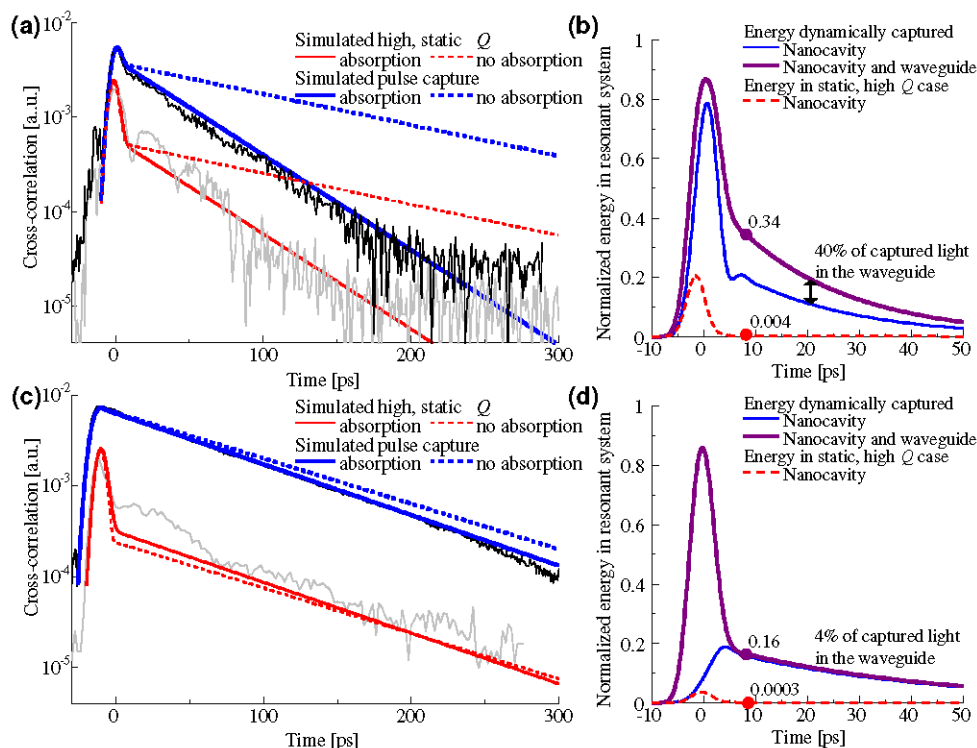 (a)
Cross-correlation [a.u.]
10-2
10-3
10-4
10-5
Simulated high, static Q
absorption no absorption
Simulated pulse capture
absorption no absorption
0 100 200 300
Time [ps]
(b)
Normalized energy in resonant system
1
0.8
0.6
0.4
0.2
0
Energy dynamically captured
Nanocavity
Nanocavity and waveguide
Energy in static, high Q case
Nanocavity
0.34
40% of captured light
in the waveguide
0.004
-10 0 10 20 30 40 50
Time [ps]
(c)
Cross-correlation [a.u.]
10-2
10-3
10-4
10-5
Simulated high, static Q
absorption no absorption
Simulated pulse capture
absorption no absorption
0 100 200 300
Time [ps]
(d)
Normalized energy in resonant system
1
0.8
0.6
0.4
0.2
0
Energy dynamically captured
Nanocavity
Nanocavity and waveguide
Energy in static, high Q case
Nanocavity
0.16
4% of captured light
in the waveguide
0.0003
-10 0 10 20 30 40 50
Time [ps]